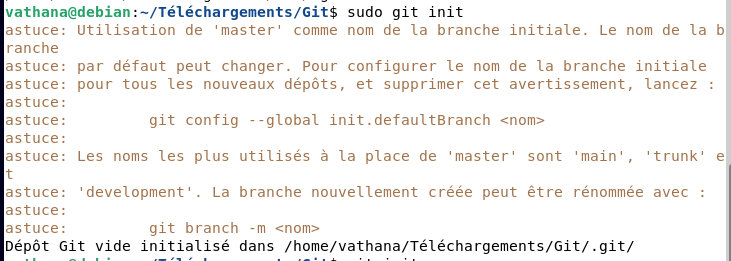 vathana@debian:~/Téléchargements/Git$ sudo git init
astuce: Utilisation de 'master' comme nom de la branche initiale. Le nom de la b
ranche
astuce: par défaut peut changer. Pour configurer le nom de la branche initiale
astuce: pour tous les nouveaux dépôts, et supprimer cet avertissement, lancez :
astuce:
astuce:         git config --global init.defaultBranch <nom>
astuce:
astuce: Les noms les plus utilisés à la place de 'master' sont 'main', 'trunk' e
t
astuce: 'development'. La branche nouvellement créée peut être rénommée avec :
astuce:
astuce:         git branch -m <nom>
Dépôt Git vide initialisé dans /home/vathana/Téléchargements/Git/.git/